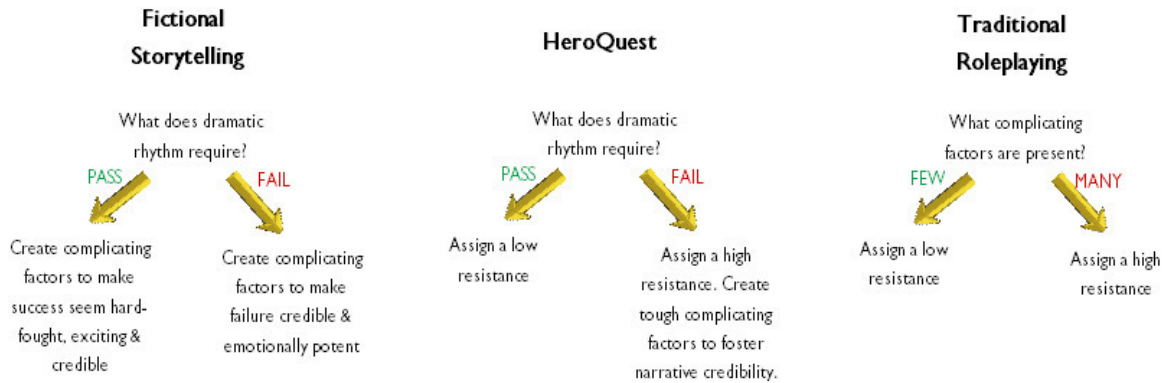 Fictional
Storytelling
What does dramatic
rhythm require?
PASS
FAIL
Create complicating
factors to make
success seem hard-
fought, exciting &
credible
Create complicating
factors to make
failure credible &
emotionally potent
HeroQuest
What does dramatic
rhythm require?
PASS
FAIL
Assign a low
resistance
Assign a high
resistance. Create
tough complicating
factors to foster
narrative credibility.
Traditional
Roleplaying
What complicating
factors are present?
FEW
MANY
Assign a low
resistance
Assign a high
resistance